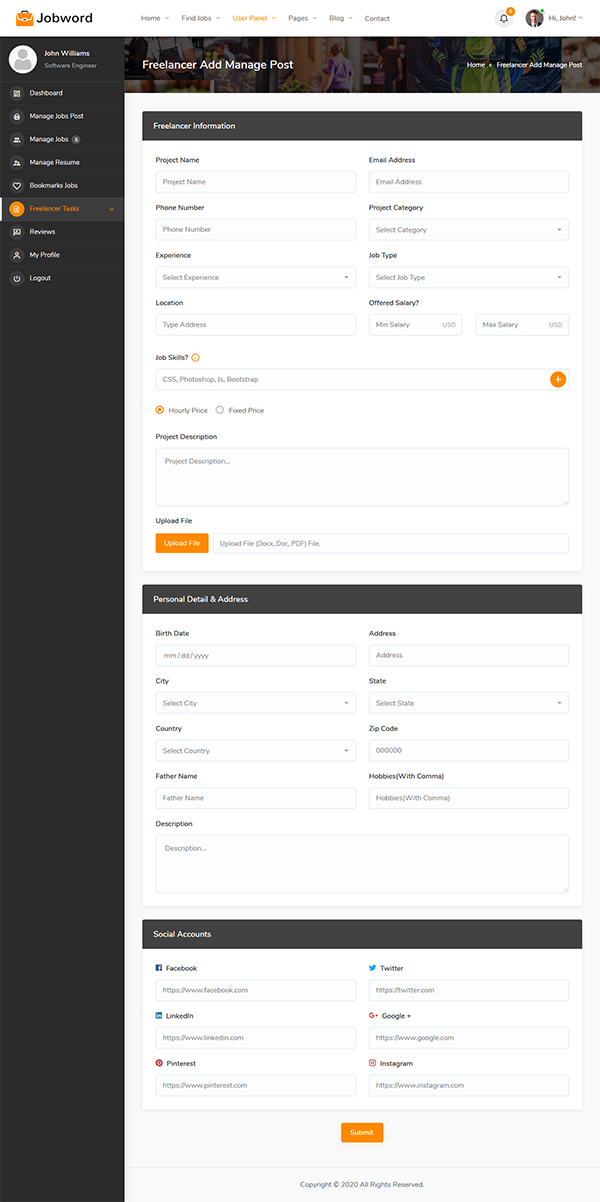 Jobword
Home Find Jobs User Panel Pages Blog Contact
5
Hi, John!
John Williams
Software Engineer
Dashboard
Manage Jobs Post
Manage Jobs 5
Manage Resume
Bookmarks Jobs
Freelancer Tasks
Reviews
My Profile
Logout
Freelancer Add Manage Post
Home Freelancer Add Manage Post
Freelancer Information
Project Name Email Address
Project Name Email Address
Phone Number Project Category
Phone Number Select Category
Experience Job Type
Select Experience Select Job Type
Location Offered Salary?
Type Address Min Salary USD Max Salary USD
Job Skills?
CSS, Photoshop, Js, Bootstrap
Hourly Price Fixed Price
Project Description
Project Description...
Upload File
Upload File Upload File (Docx, Doc, PDF) File.
Personal Detail & Address
Birth Date Address
mm/dd/yyyy Address
City State
Select City Select State
Country Zip Code
Select Country 000000
Father Name Hobbies(With Comma)
Father Name Hobbies(With Comma)
Description
Description...
Social Accounts
Facebook Twitter
https://www.facebook.com https://twitter.com
LinkedIn Google +
https://www.linkedin.com https://www.google.com
Pinterest Instagram
https://www.pinterest.com https://www.instagram.com
Submit
Copyright © 2020 All Rights Reserved.